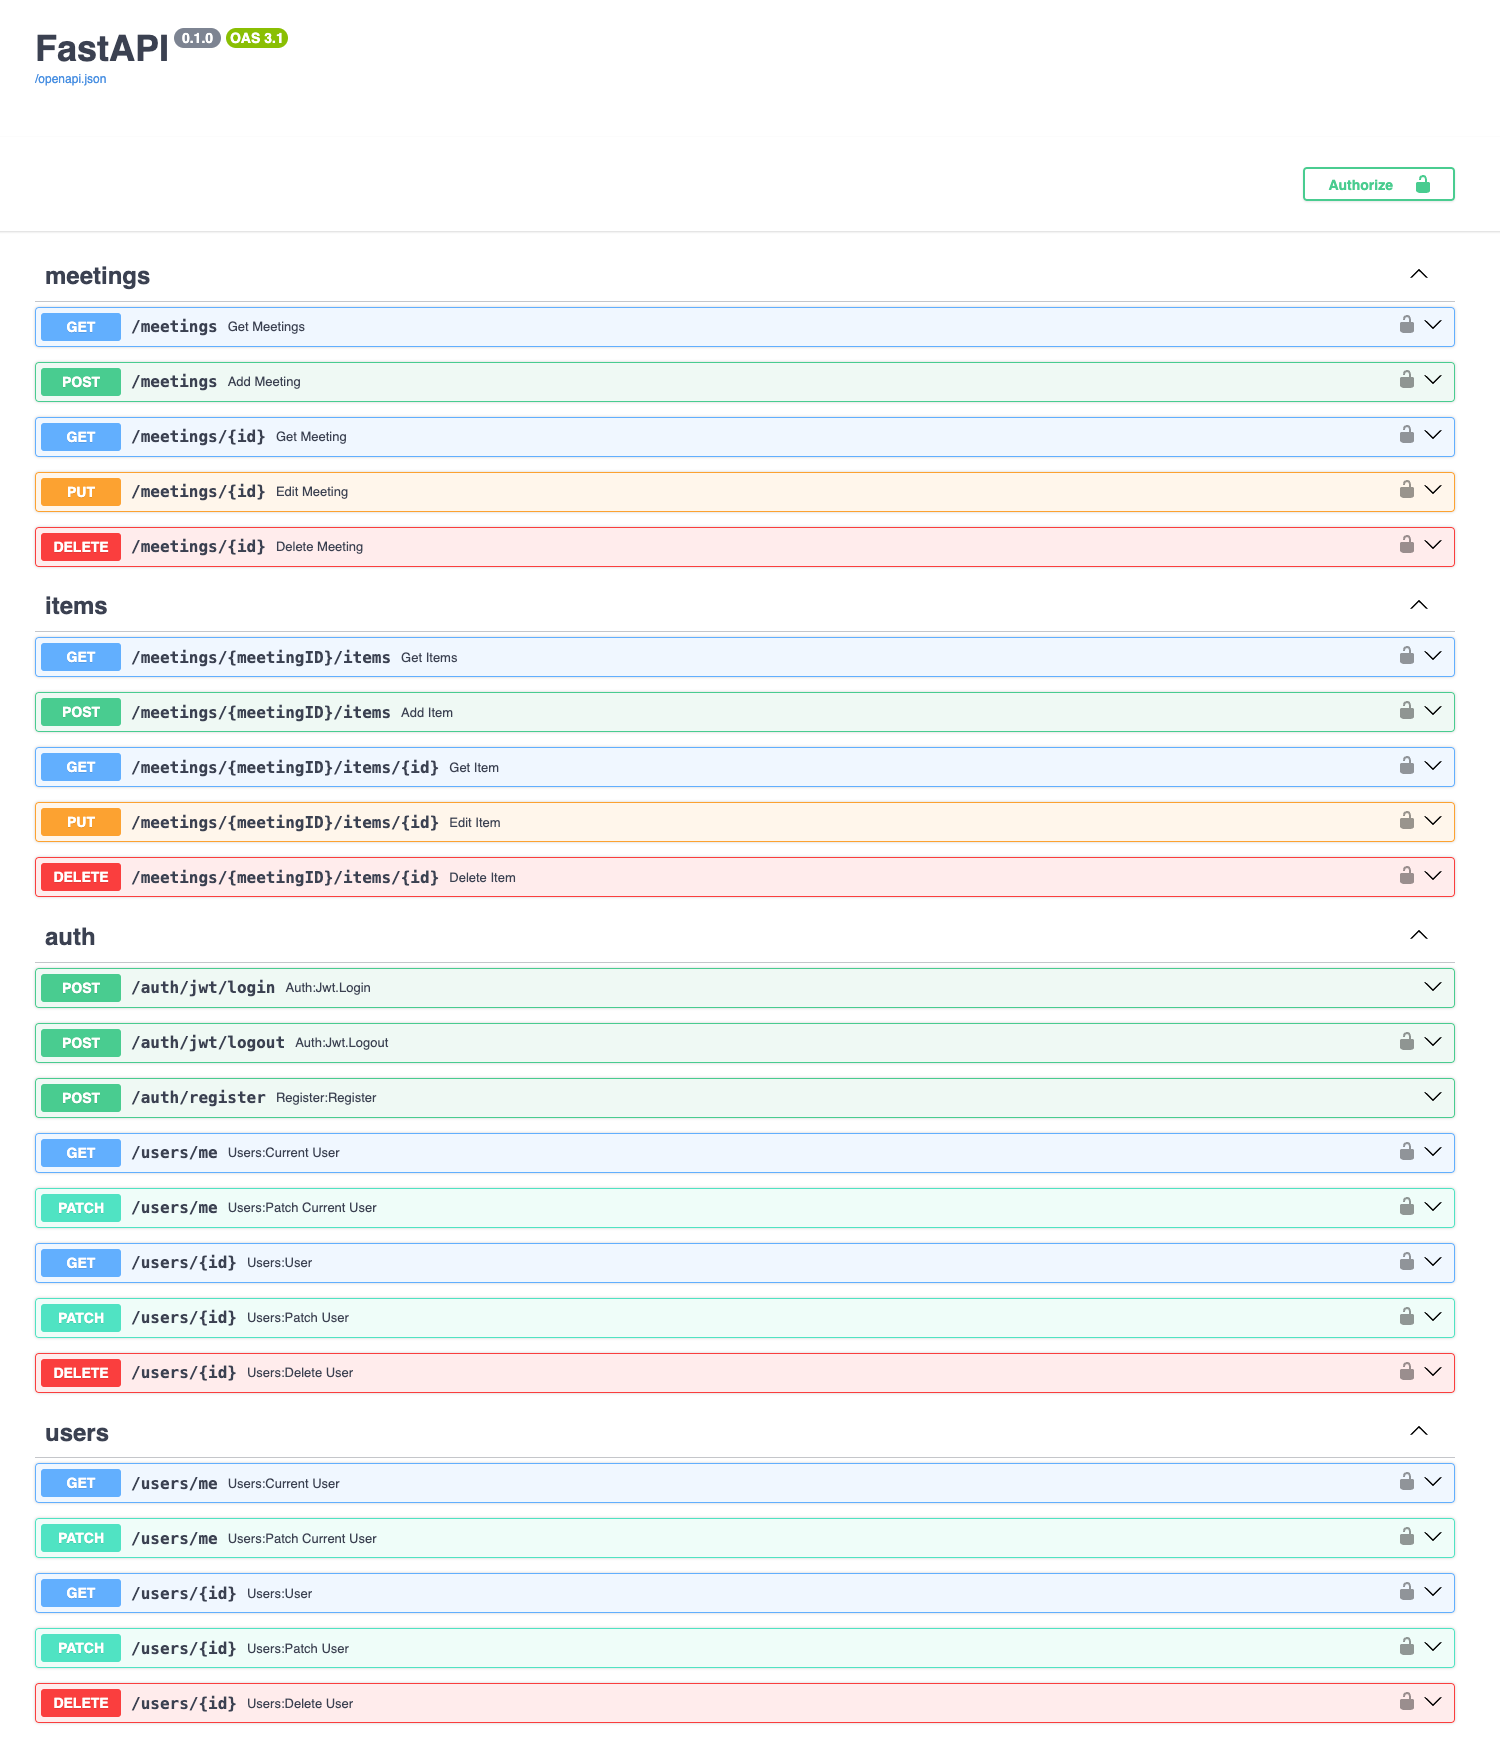 FastAPI 0.1.0 OAS 3.1
/openapi.json
Authorize
meetings
GET /meetings Get Meetings
POST /meetings Add Meeting
GET /meetings/{id} Get Meeting
PUT /meetings/{id} Edit Meeting
DELETE /meetings/{id} Delete Meeting
items
GET /meetings/{meetingID}/items Get Items
POST /meetings/{meetingID}/items Add Item
GET /meetings/{meetingID}/items/{id} Get Item
PUT /meetings/{meetingID}/items/{id} Edit Item
DELETE /meetings/{meetingID}/items/{id} Delete Item
auth
POST /auth/jwt/login Auth:Jwt.Login
POST /auth/jwt/logout Auth:Jwt.Logout
POST /auth/register Register:Register
GET /users/me Users:Current User
PATCH /users/me Users:Patch Current User
GET /users/{id} Users:User
PATCH /users/{id} Users:Patch User
DELETE /users/{id} Users:Delete User
users
GET /users/me Users:Current User
PATCH /users/me Users:Patch Current User
GET /users/{id} Users:User
PATCH /users/{id} Users:Patch User
DELETE /users/{id} Users:Delete User